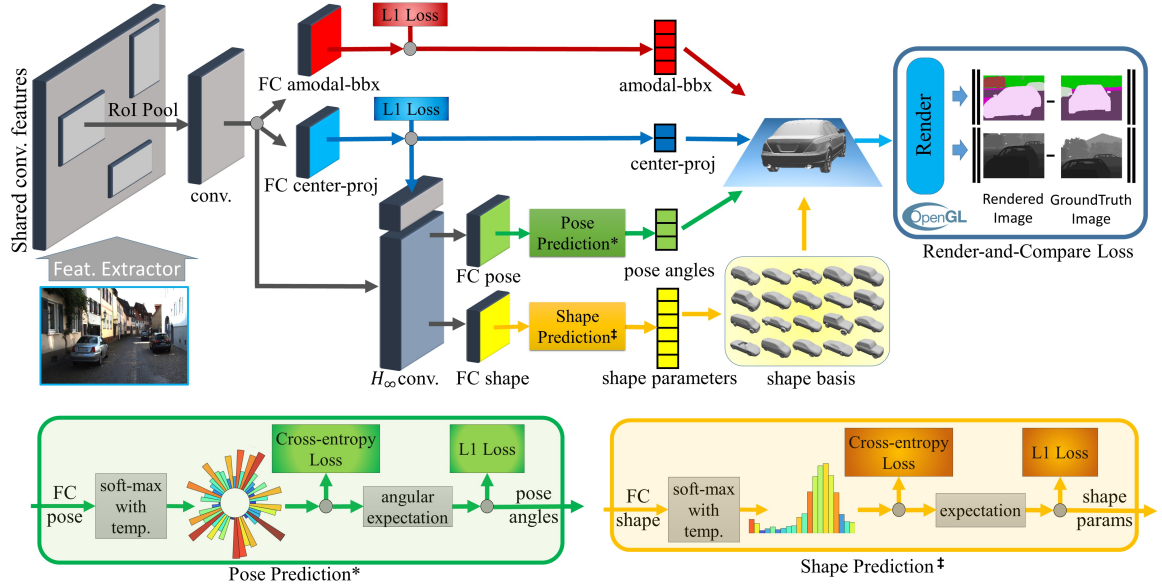 Shared conv. features
RoI Pool
conv.
Feat. Extractor
L1 Loss
FC amodal-bbx
amodal-bbx
L1 Loss
FC center-proj
center-proj
FC pose
Pose
Prediction*
pose angles
H∞ conv.
FC shape
Shape
Prediction‡
shape parameters
shape basis
Render
OpenGL
Rendered
Image
GroundTruth
Image
Render-and-Compare Loss
FC
pose
soft-max
with
temp.
Cross-entropy
Loss
angular
expectation
L1 Loss
pose
angles
Pose Prediction*
FC
shape
soft-max
with
temp.
Cross-entropy
Loss
expectation
L1 Loss
shape
params
Shape Prediction‡